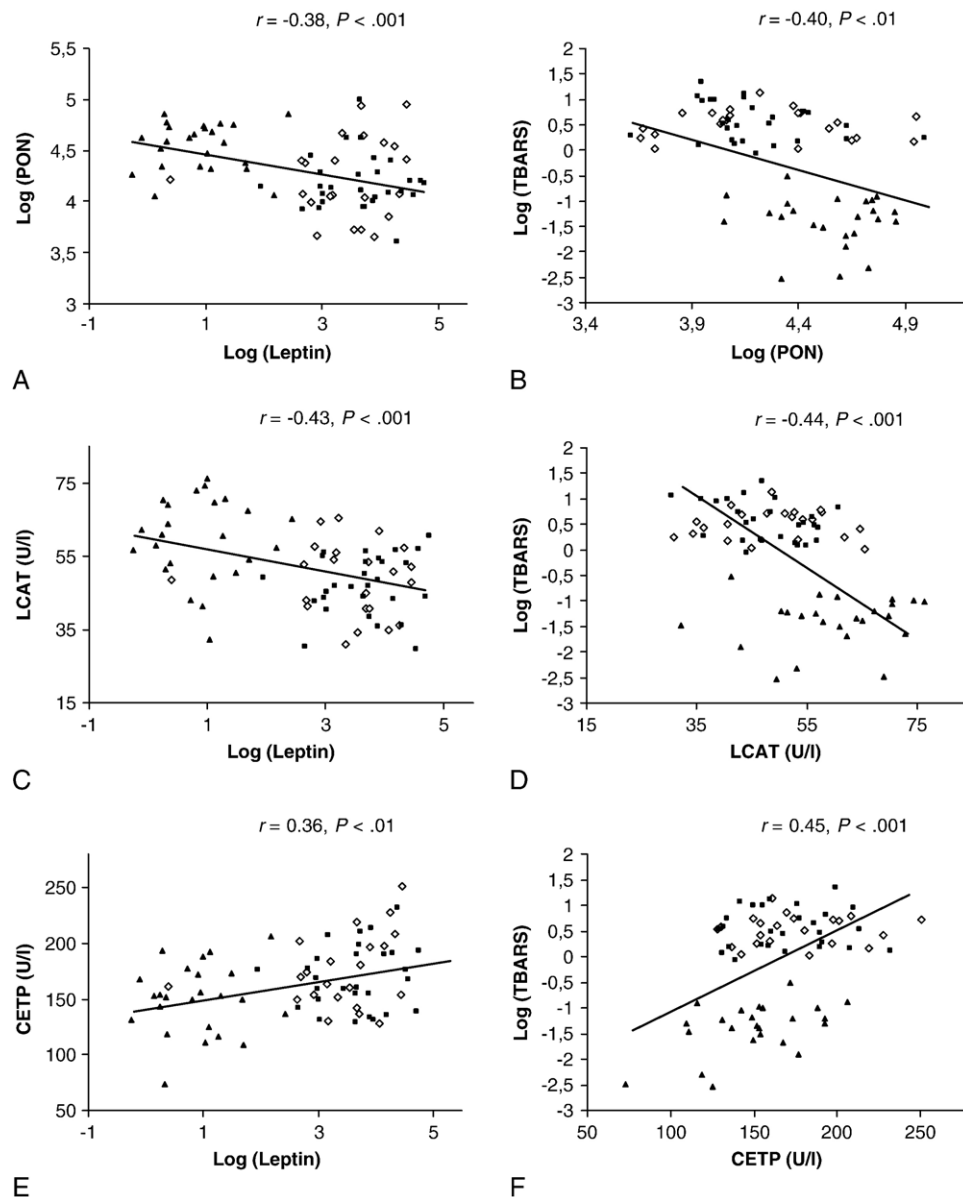 r = -0.38, P < .001
5,5
5
4,5
4
3,5
3
Log (PON)
-1 1 3 5
Log (Leptin)
A
r = -0.40, P < .01
2
1,5
1
0,5
0
-0,5
-1
-1,5
-2
-2,5
-3
Log (TBARS)
3,4 3,9 4,4 4,9
Log (PON)
B
r = -0.43, P < .001
75
55
35
15
LCAT (U/l)
-1 1 3 5
Log (Leptin)
C
r = -0.44, P < .001
2
1,5
1
0,5
0
-0,5
-1
-1,5
-2
-2,5
-3
Log (TBARS)
15 35 55 75
LCAT (U/l)
D
r = 0.36, P < .01
250
200
150
100
50
CETP (U/l)
-1 1 3 5
Log (Leptin)
E
r = 0.45, P < .001
2
1,5
1
0,5
0
-0,5
-1
-1,5
-2
-2,5
-3
Log (TBARS)
50 100 150 200 250
CETP (U/l)
F